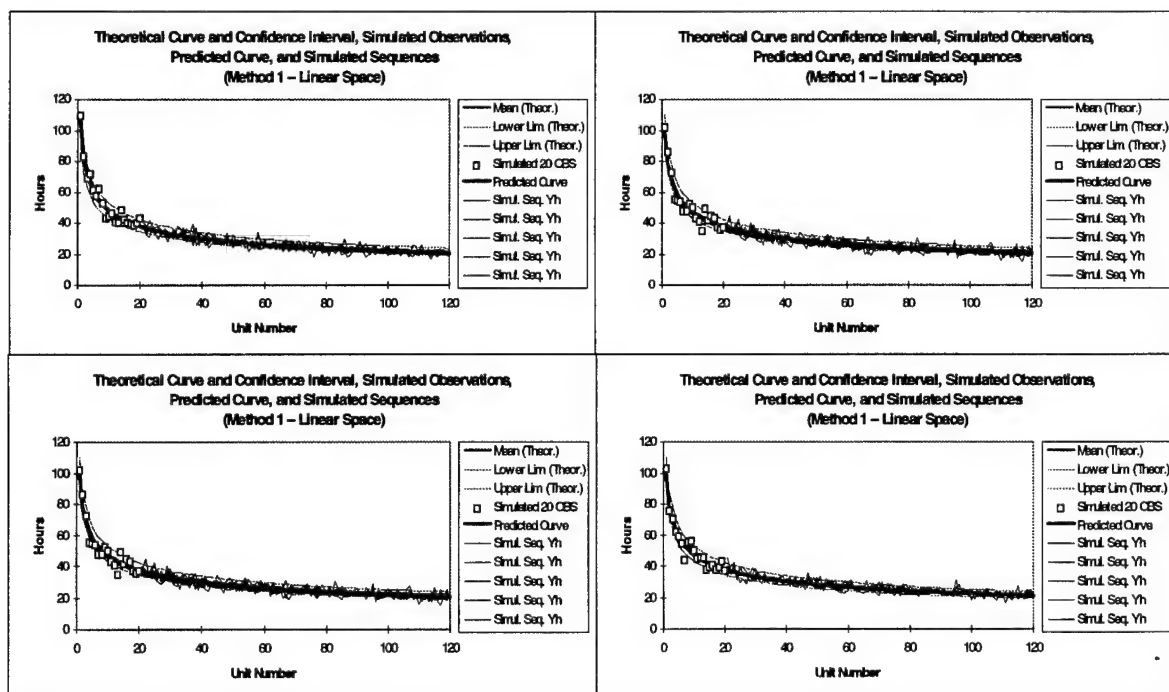 Theoretical Curve and Confidence Interval, Simulated Observations,
Predicted Curve, and Simulated Sequences
(Method 1 – Linear Space)
120
100
80
60
40
20
0
Hours
0 20 40 60 80 100 120
Unit Number
Mean (Theor.)
Lower Lim. (Theor.)
Upper Lim. (Theor.)
Simulated 20 OBS
Predicted Curve
Simul. Seq. Yh
Simul. Seq. Yh
Simul. Seq. Yh
Simul. Seq. Yh
Simul. Seq. Yh
Theoretical Curve and Confidence Interval, Simulated Observations,
Predicted Curve, and Simulated Sequences
(Method 1 – Linear Space)
120
100
80
60
40
20
0
Hours
0 20 40 60 80 100 120
Unit Number
Mean (Theor.)
Lower Lim. (Theor.)
Upper Lim. (Theor.)
Simulated 20 OBS
Predicted Curve
Simul. Seq. Yh
Simul. Seq. Yh
Simul. Seq. Yh
Simul. Seq. Yh
Simul. Seq. Yh
Theoretical Curve and Confidence Interval, Simulated Observations,
Predicted Curve, and Simulated Sequences
(Method 1 – Linear Space)
120
100
80
60
40
20
0
Hours
0 20 40 60 80 100 120
Unit Number
Mean (Theor.)
Lower Lim (Theor.)
Upper Lim (Theor.)
Simulated 20 OBS
Predicted Curve
Simul. Seq. Yh
Simul. Seq. Yh
Simul. Seq. Yh
Simul. Seq. Yh
Simul. Seq. Yh
Theoretical Curve and Confidence Interval, Simulated Observations,
Predicted Curve, and Simulated Sequences
(Method 1 – Linear Space)
120
100
80
60
40
20
0
Hours
0 20 40 60 80 100 120
Unit Number
Mean (Theor.)
Lower Lim (Theor.)
Upper Lim (Theor.)
Simulated 20 OBS
Predicted Curve
Simul. Seq. Yh
Simul. Seq. Yh
Simul. Seq. Yh
Simul. Seq. Yh
Simul. Seq. Yh